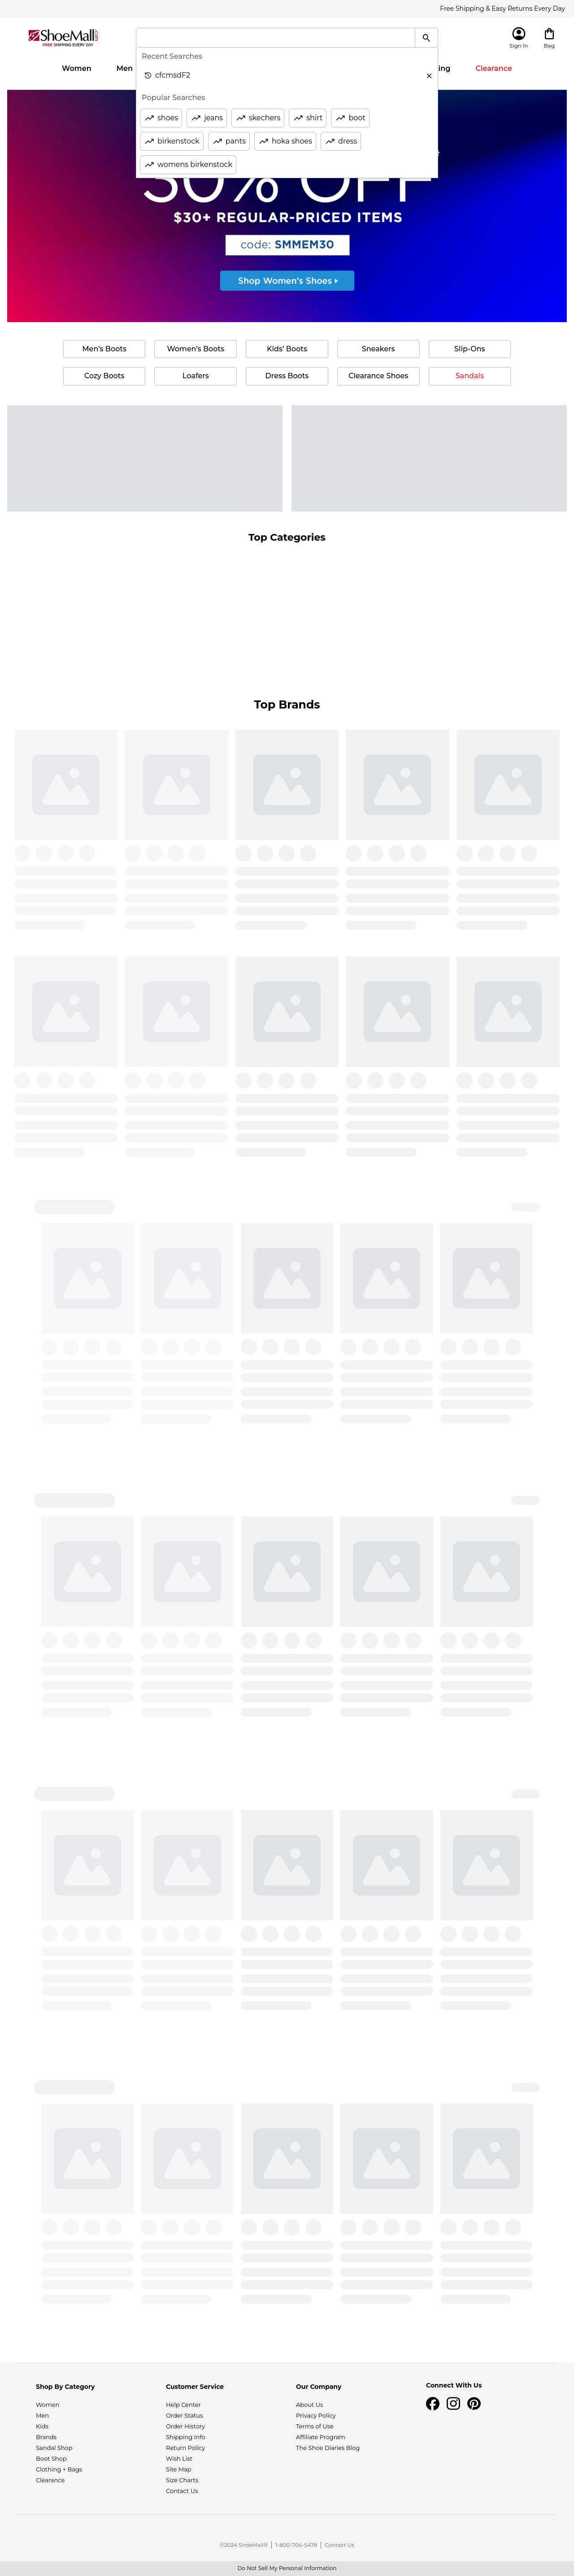 Free Shipping & Easy Returns Every Day
ShoeMall
FREE SHIPPING EVERY DAY
Sign In
Bag
Recent Searches
cfcmsdF2
Popular Searches
shoes
jeans
skechers
shirt
boot
birkenstock
pants
hoka shoes
dress
womens birkenstock
Women
Men
ing
Clearance
30% OFF
$30+ REGULAR-PRICED ITEMS
code: SMMEM30
Shop Women's Shoes
Men's Boots
Women's Boots
Kids' Boots
Sneakers
Slip-Ons
Cozy Boots
Loafers
Dress Boots
Clearance Shoes
Sandals
Top Categories
Top Brands
Shop By Category
Women
Men
Kids
Brands
Sandal Shop
Boot Shop
Clothing + Bags
Clearance
Customer Service
Help Center
Order Status
Order History
Shipping Info
Return Policy
Wish List
Site Map
Size Charts
Contact Us
Our Company
About Us
Privacy Policy
Terms of Use
Affiliate Program
The Shoe Diaries Blog
Connect With Us
©2024 ShoeMall® | 1-800-704-5478 | Contact Us
Do Not Sell My Personal Information